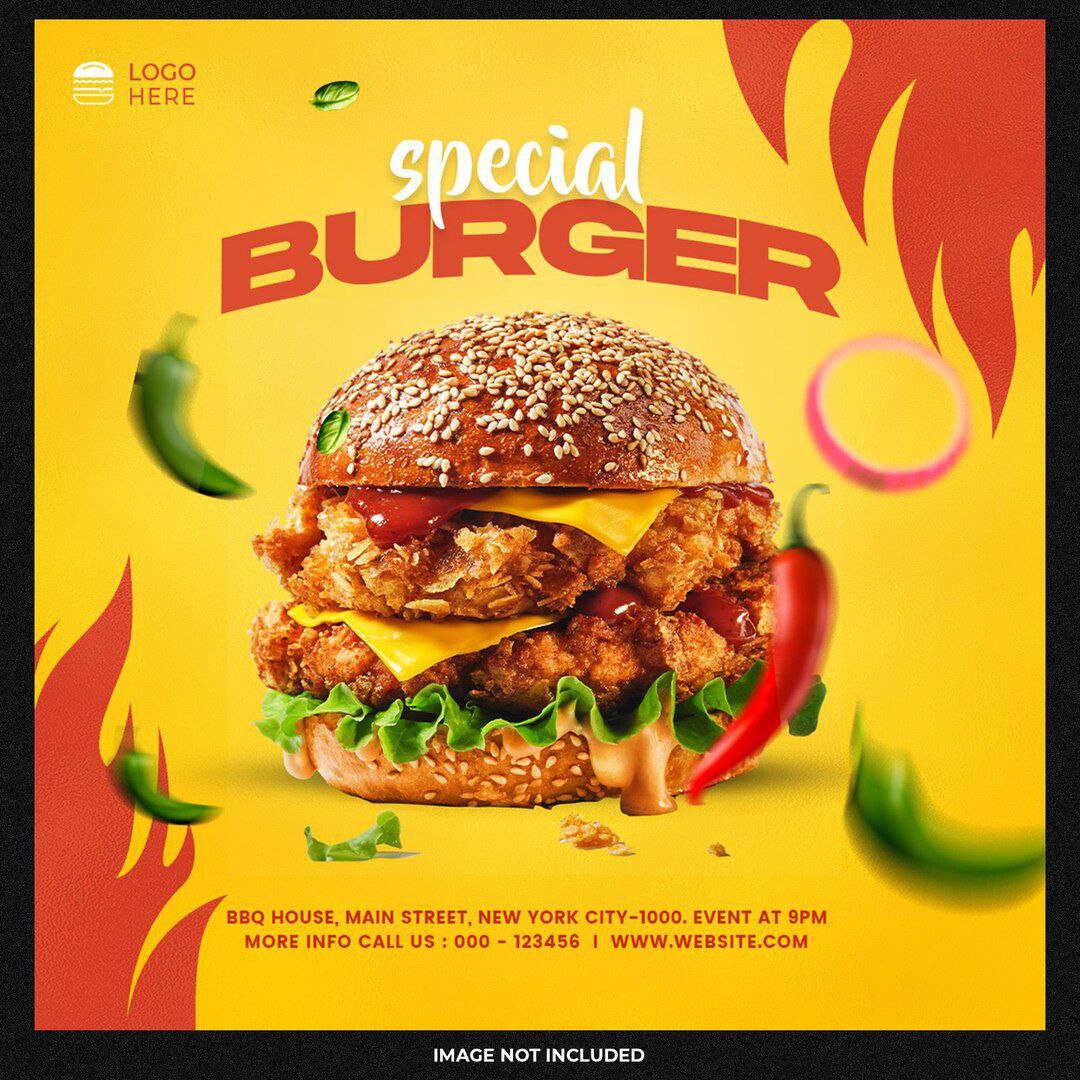 LOGO
HERE
special
BURGER
BBQ HOUSE, MAIN STREET, NEW YORK CITY-1000. EVENT AT 9PM
MORE INFO CALL US : 000 - 123456 I WWW.WEBSITE.COM
IMAGE NOT INCLUDED